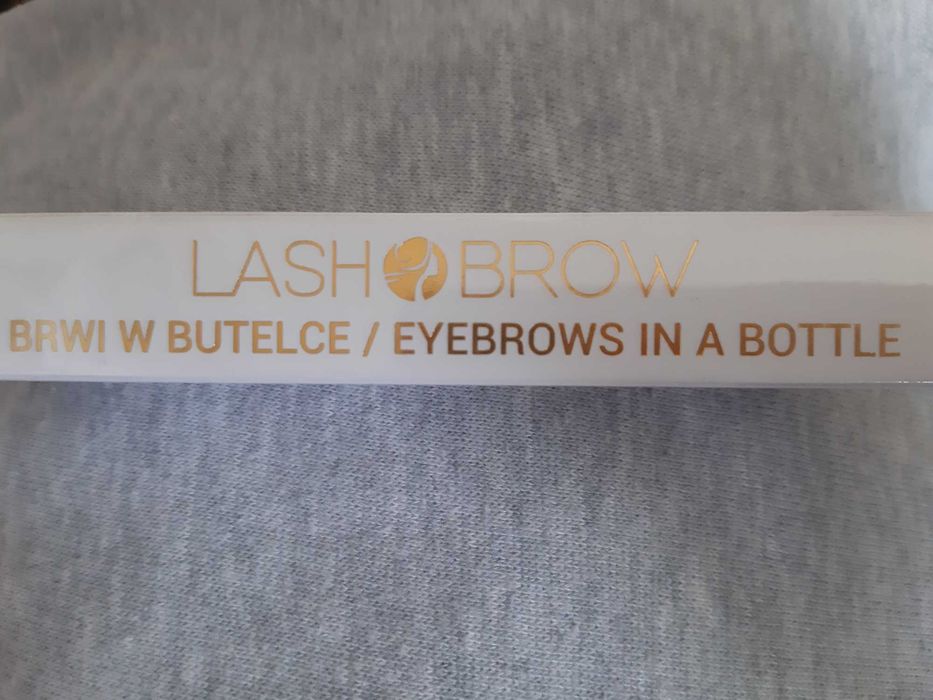 LASH BROW
BRWI W BUTELCE / EYEBROWS IN A BOTTLE